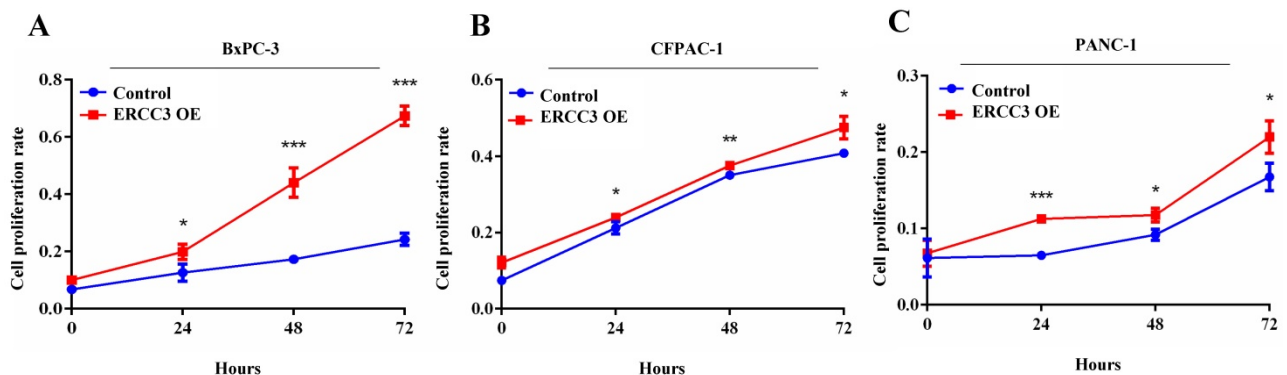 A
BxPC-3
Cell proliferation rate
0.8
0.6
0.4
0.2
0.0
Control
ERCC3 OE
*
***
***
0
24
48
72
Hours
B
CFPAC-1
Cell proliferation rate
0.6
0.4
0.2
0.0
Control
ERCC3 OE
*
**
*
0
24
48
72
Hours
C
PANC-1
Cell proliferation rate
0.3
0.2
0.1
0.0
Control
ERCC3 OE
***
*
*
0
24
48
72
Hours